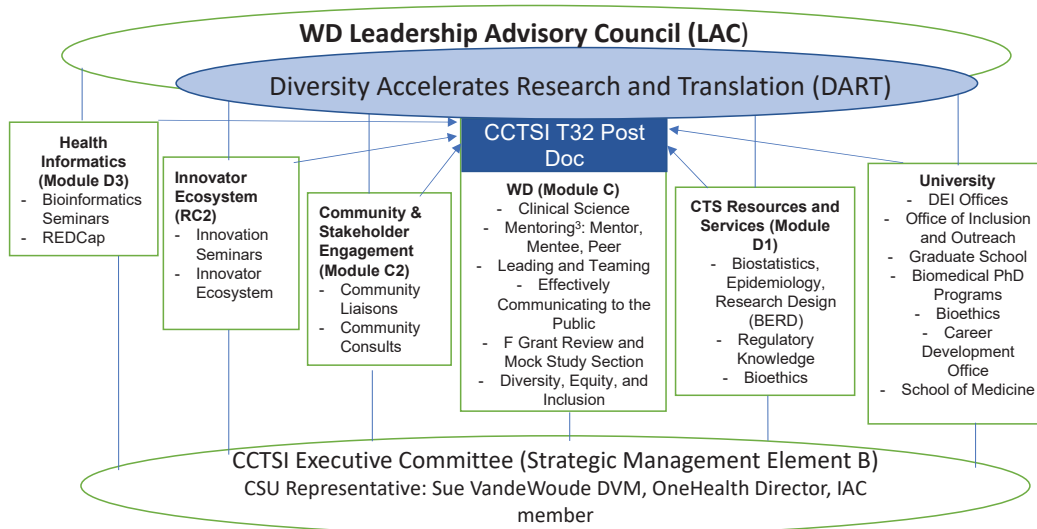 WD Leadership Advisory Council (LAC)
Diversity Accelerates Research and Translation (DART)
Health
Informatics
(Module D3)
- Bioinformatics
Seminars
- REDCap
Innovator
Ecosystem
(RC2)
- Innovation
Seminars
- Innovator
Ecosystem
Community &
Stakeholder
Engagement
(Module C2)
- Community
Liaisons
- Community
Consults
CCTSI T32 Post
Doc
WD (Module C)
- Clinical Science
- Mentoring³: Mentor,
Mentee, Peer
- Leading and Teaming
- Effectively
Communicating to the
Public
- F Grant Review and
Mock Study Section
- Diversity, Equity, and
Inclusion
CTS Resources and
Services (Module
D1)
- Biostatistics,
Epidemiology,
Research Design
(BERD)
- Regulatory
Knowledge
- Bioethics
University
- DEI Offices
- Office of Inclusion
and Outreach
- Graduate School
- Biomedical PhD
Programs
- Bioethics
- Career
Development
Office
- School of Medicine
CCTSI Executive Committee (Strategic Management Element B)
CSU Representative: Sue VandeWoude DVM, OneHealth Director, IAC
member